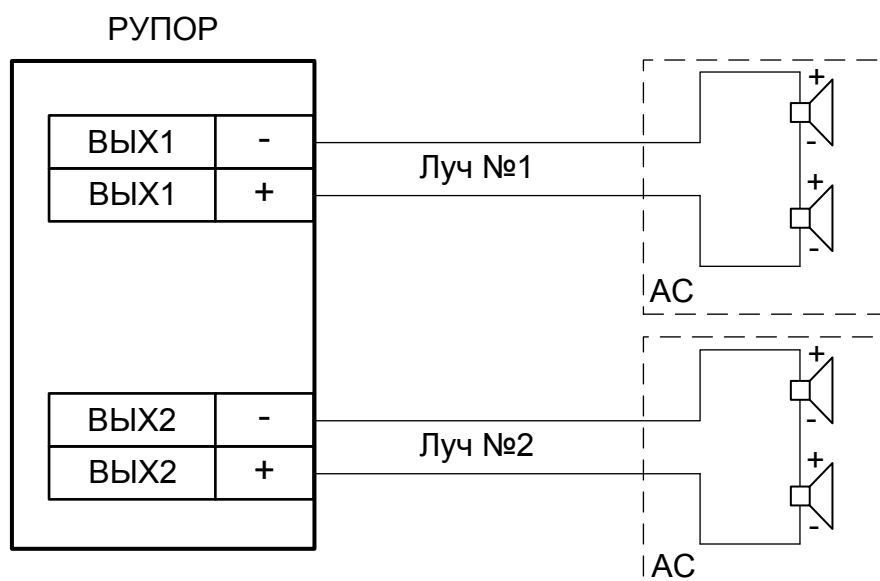 РУПОР
ВЫХ1 -
ВЫХ1 +
Луч №1
+
-
+
-
АС
ВЫХ2 -
ВЫХ2 +
Луч №2
+
-
+
-
АС